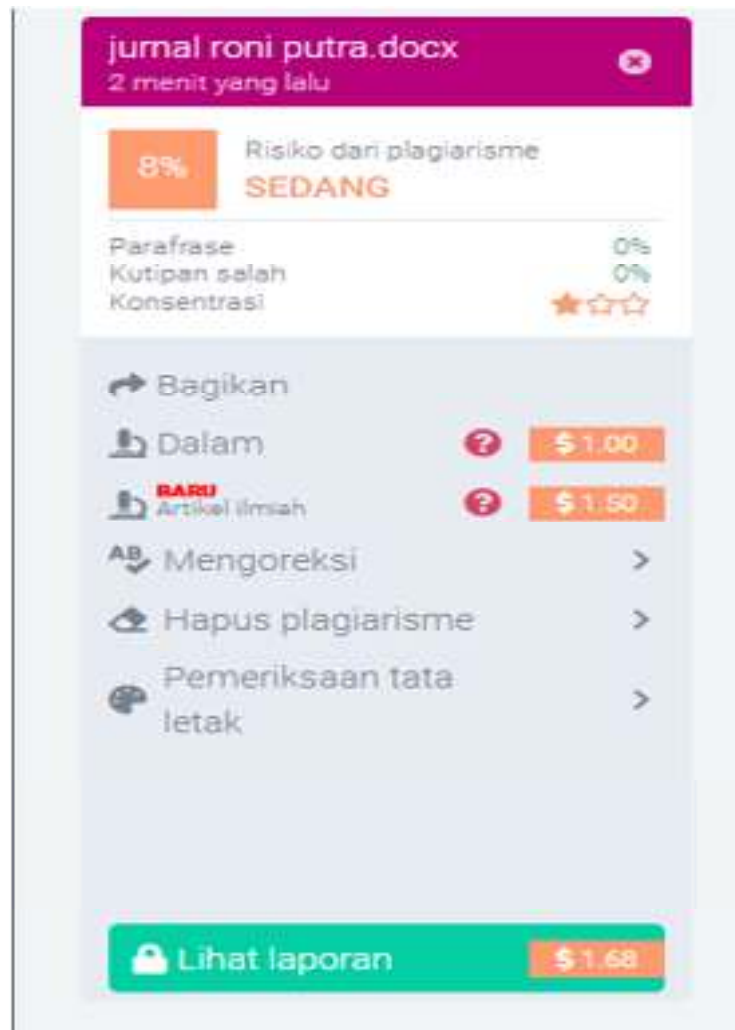 jurnal roni putra.docx
2 menit yang lalu
8%
Risiko dari plagiarisme
SEDANG
Parafrase 0%
Kutipan salah 0%
Konsentrasi
Bagikan
Dalam $ 1.00
BARU
Artikel ilmiah $ 1.50
Mengoreksi
Hapus plagiarisme
Pemeriksaan tata
letak
Lihat laporan $ 1.68